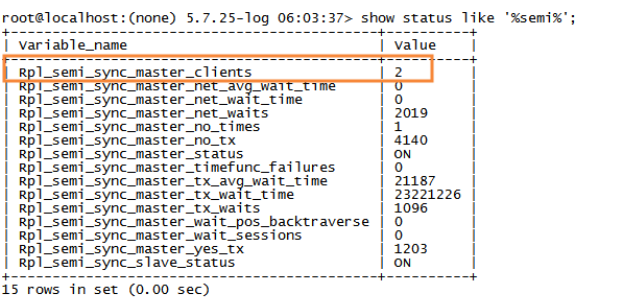 root@localhost:(none) 5.7.25-log 06:03:37> show status like '%semi%';
+--------------------------------------------+----------+
| Variable_name | Value |
+--------------------------------------------+----------+
| Rpl_semi_sync_master_clients | 2 |
| Rpl_semi_sync_master_net_avg_wait_time | 0 |
| Rpl_semi_sync_master_net_wait_time | 0 |
| Rpl_semi_sync_master_net_waits | 2019 |
| Rpl_semi_sync_master_no_times | 1 |
| Rpl_semi_sync_master_no_tx | 4140 |
| Rpl_semi_sync_master_status | ON |
| Rpl_semi_sync_master_timefunc_failures | 0 |
| Rpl_semi_sync_master_tx_avg_wait_time | 21187 |
| Rpl_semi_sync_master_tx_wait_time | 23221226 |
| Rpl_semi_sync_master_tx_waits | 1096 |
| Rpl_semi_sync_master_wait_pos_backtraverse | 0 |
| Rpl_semi_sync_master_wait_sessions | 0 |
| Rpl_semi_sync_master_yes_tx | 1203 |
| Rpl_semi_sync_slave_status | ON |
+--------------------------------------------+----------+
15 rows in set (0.00 sec)